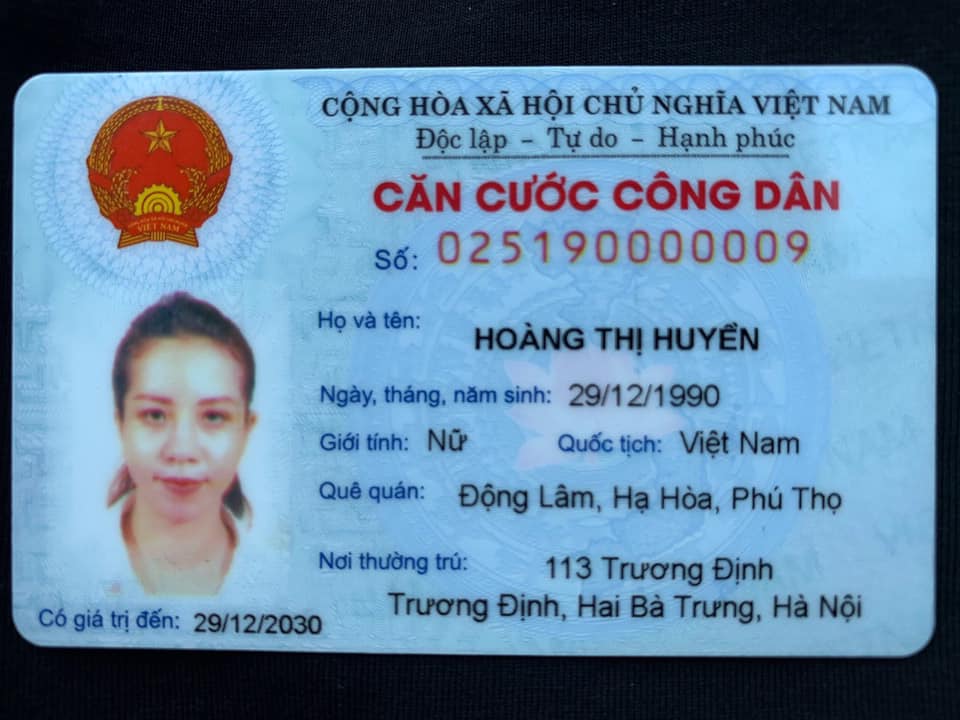 CỘNG HÒA XÃ HỘI CHỦ NGHĨA VIỆT NAM
Độc lập – Tự do – Hạnh phúc
CĂN CƯỚC CÔNG DÂN
Số: 025190000009
Họ và tên: HOÀNG THỊ HUYỀN
Ngày, tháng, năm sinh: 29/12/1990
Giới tính: Nữ Quốc tịch: Việt Nam
Quê quán: Động Lâm, Hạ Hòa, Phú Thọ
Nơi thường trú: 113 Trương Định
Trương Định, Hai Bà Trưng, Hà Nội
Có giá trị đến: 29/12/2030
VIỆT NAM